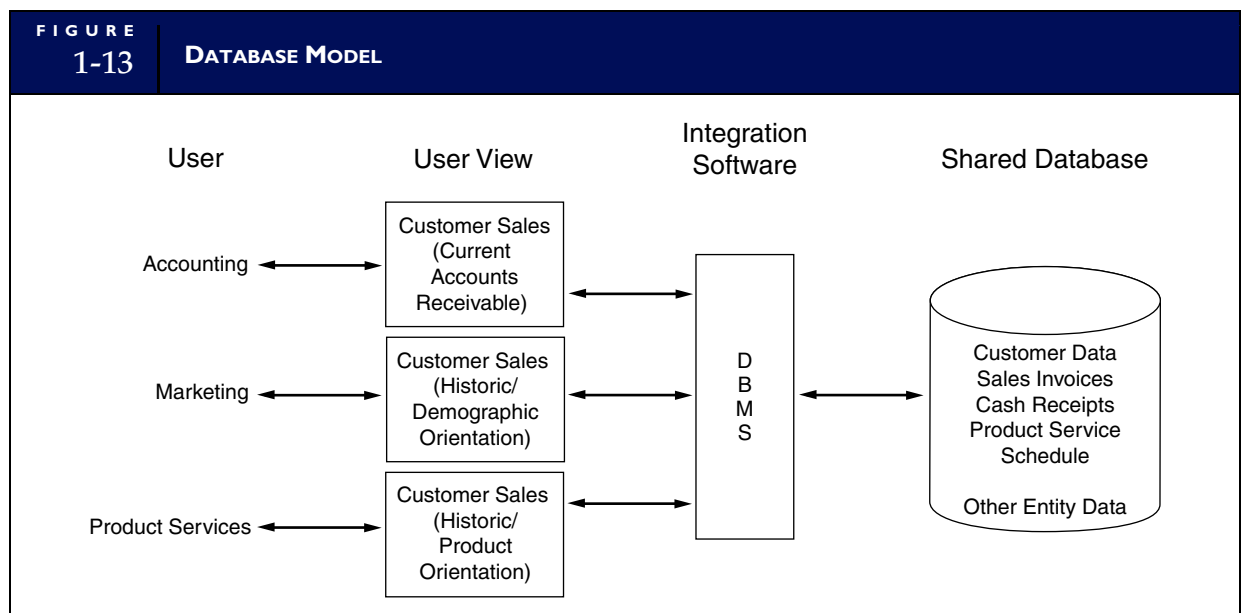 FIGURE
1-13
DATABASE MODEL
User
User View
Integration
Software
Shared Database
Accounting
Customer Sales
(Current
Accounts
Receivable)
Marketing
Customer Sales
(Historic/
Demographic
Orientation)
Product Services
Customer Sales
(Historic/
Product
Orientation)
D
B
M
S
Customer Data
Sales Invoices
Cash Receipts
Product Service
Schedule
Other Entity Data